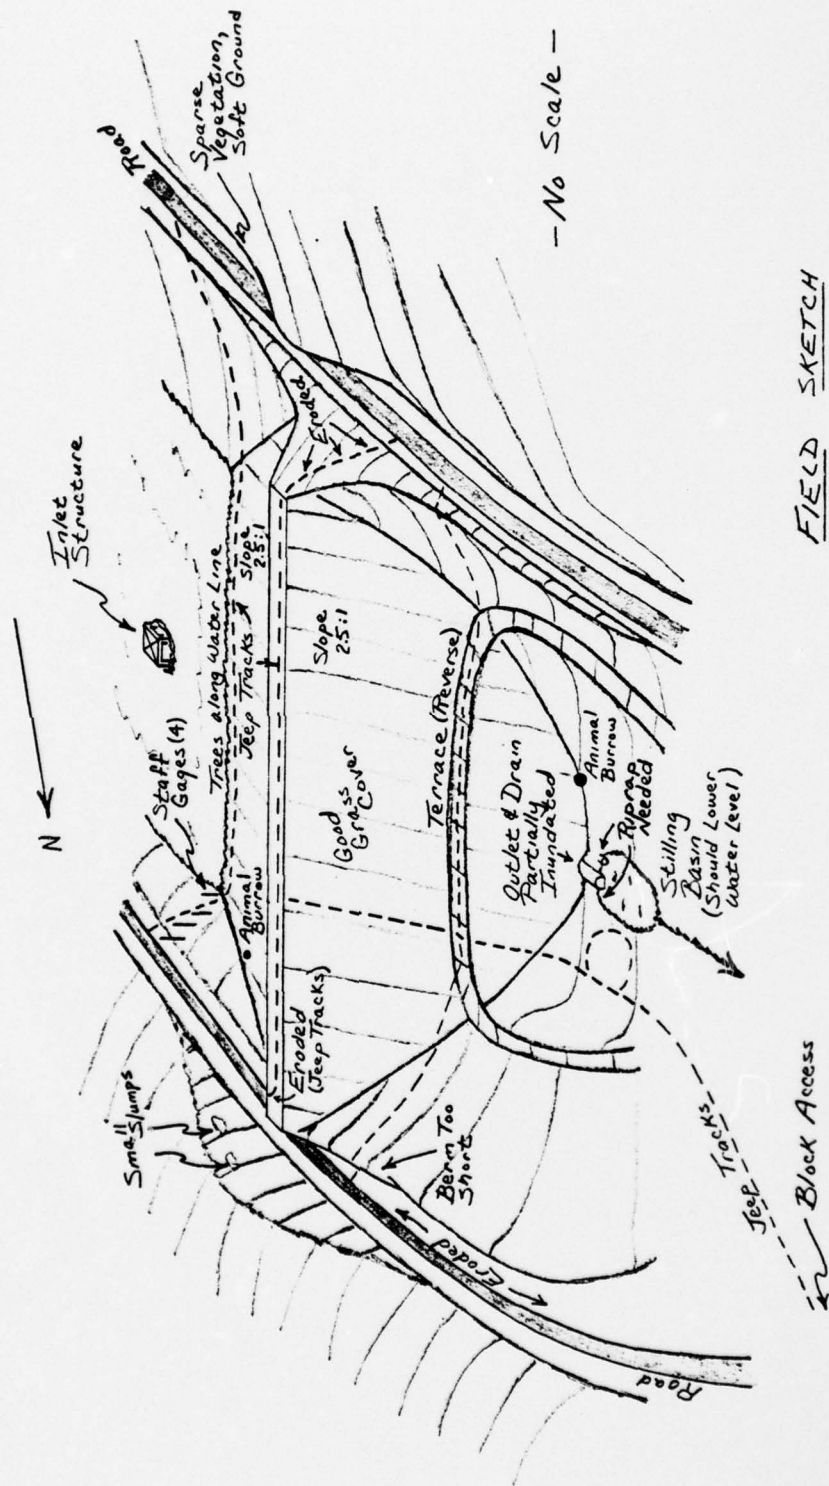 N
Inlet
Structure
Road
Sparse
Vegetation,
Soft Ground
Staff
Gages (4)
Trees along Water Line
Jeep Tracks
Slope
2.5:1
Eroded
Small
Slumps
Animal
Burrow
Slope
2.5:1
Good
Grass
Cover
Eroded
(Jeep Tracks)
Terrace (Reverse)
Berm Too
Short
Eroded
Outlet & Drain
Partially
Inundated
Animal
Burrow
Riprap
Needed
Stilling
Basin
(Should Lower
Water Level)
Road
Jeep Tracks
Block Access
- No Scale -
FIELD SKETCH